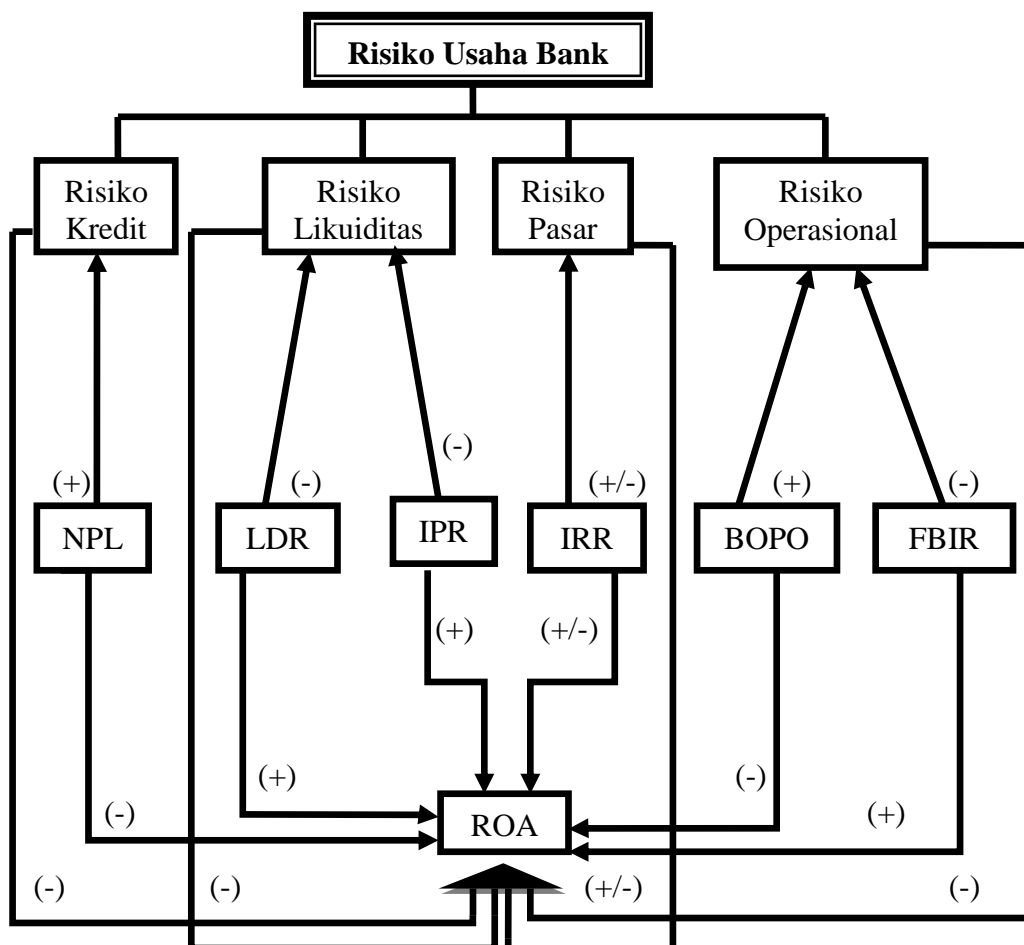 Risiko Usaha Bank
Risiko
Kredit
Risiko
Likuiditas
Risiko
Pasar
Risiko
Operasional
(+)
(-)
(-)
(+/-)
(+)
(-)
NPL
LDR
IPR
IRR
BOPO
FBIR
(+)
(+/-)
(+)
(-)
(-)
(+)
ROA
(-)
(-)
(+/-)
(-)